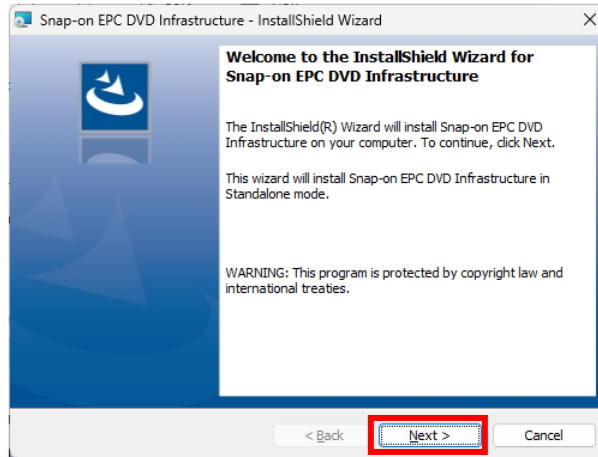 Snap-on EPC DVD Infrastructure - InstallShield Wizard
Welcome to the InstallShield Wizard for
Snap-on EPC DVD Infrastructure
The InstallShield(R) Wizard will install Snap-on EPC DVD
Infrastructure on your computer. To continue, click Next.
This wizard will install Snap-on EPC DVD Infrastructure in
Standalone mode.
WARNING: This program is protected by copyright law and
international treaties.
< Back Next > Cancel